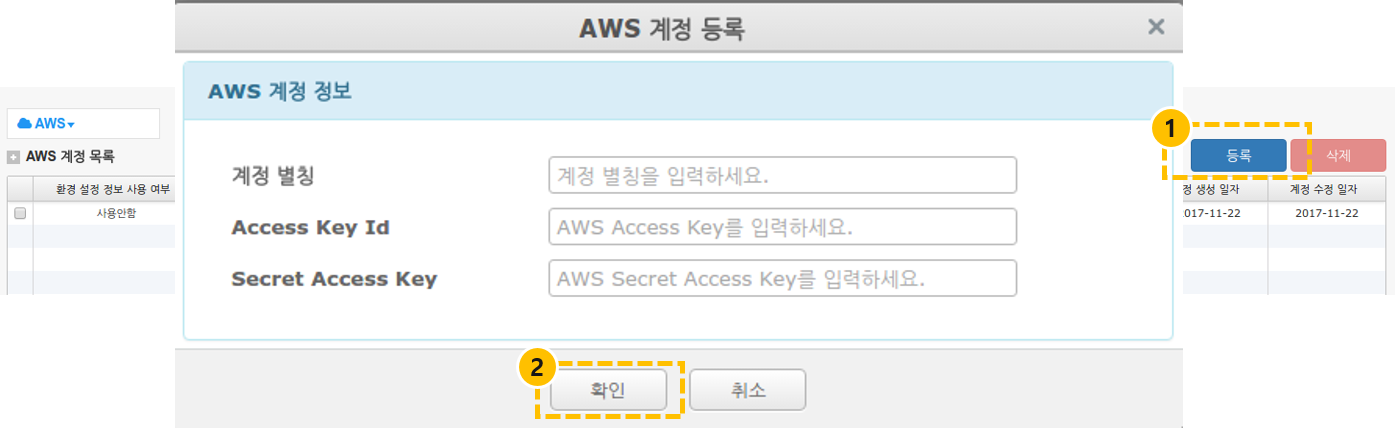 AWS 계정 등록
×
AWS 계정 정보
계정 별칭
계정 별칭을 입력하세요.
Access Key Id
AWS Access Key를 입력하세요.
Secret Access Key
AWS Secret Access Key를 입력하세요.
2
확인
취소
AWS
AWS 계정 목록
환경 설정 정보 사용 여부
사용안함
1
등록
삭제
정 생성 일자
계정 수정 일자
017-11-22
2017-11-22